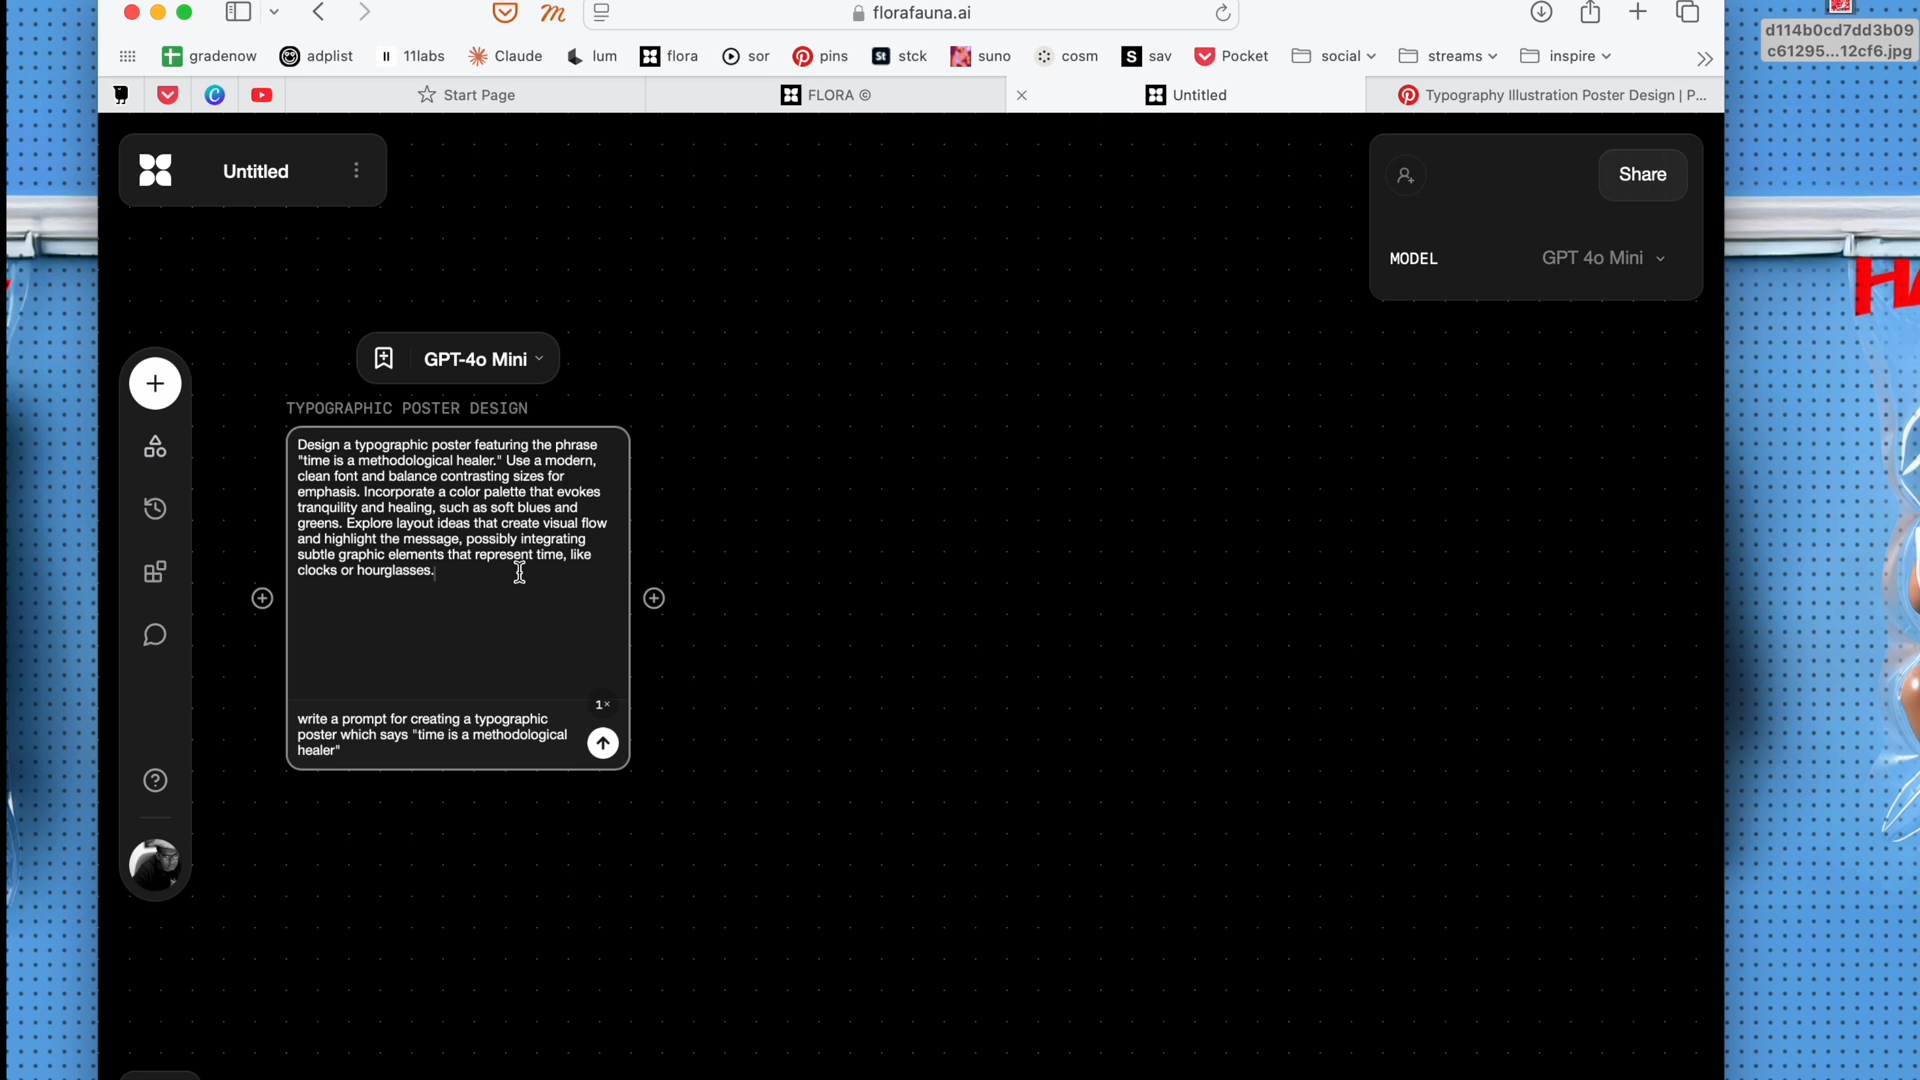 florafauna.ai
d114b0cd7dd3b09
c61295...12cf6.jpg
gradenow
adplist
11labs
Claude
lum
flora
sor
pins
stck
suno
cosm
sav
Pocket
social
streams
inspire
Start Page
FLORA ©
Untitled
Typography Illustration Poster Design | P...
Untitled
Share
MODEL
GPT 4o Mini
GPT-4o Mini
TYPOGRAPHIC POSTER DESIGN
Design a typographic poster featuring the phrase
"time is a methodological healer." Use a modern,
clean font and balance contrasting sizes for
emphasis. Incorporate a color palette that evokes
tranquility and healing, such as soft blues and
greens. Explore layout ideas that create visual flow
and highlight the message, possibly integrating
subtle graphic elements that represent time, like
clocks or hourglasses.
1×
write a prompt for creating a typographic
poster which says "time is a methodological
healer"